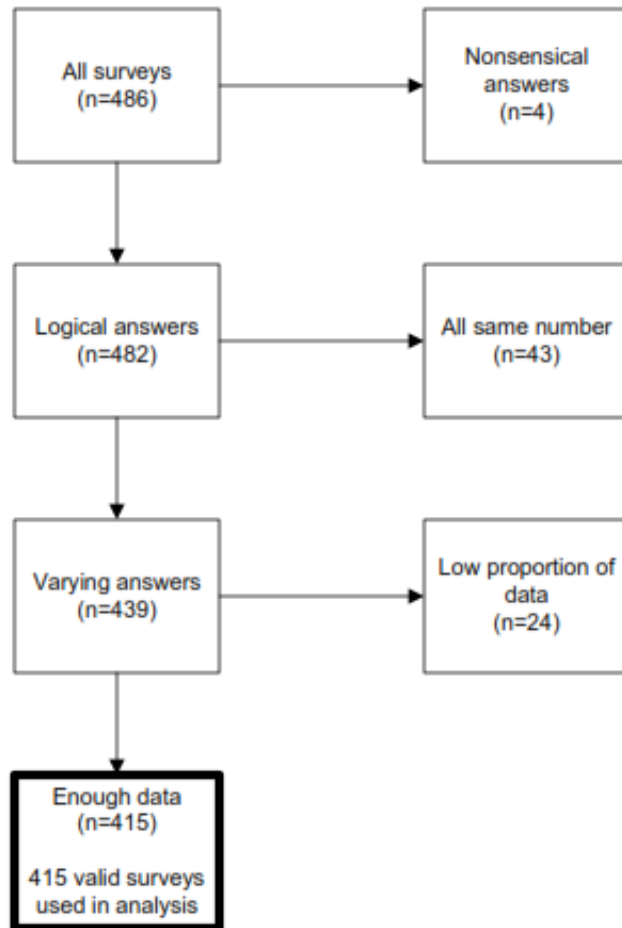 All surveys
(n=486)
Nonsensical
answers
(n=4)
Logical answers
(n=482)
All same number
(n=43)
Varying answers
(n=439)
Low proportion of
data
(n=24)
Enough data
(n=415)
415 valid surveys
used in analysis